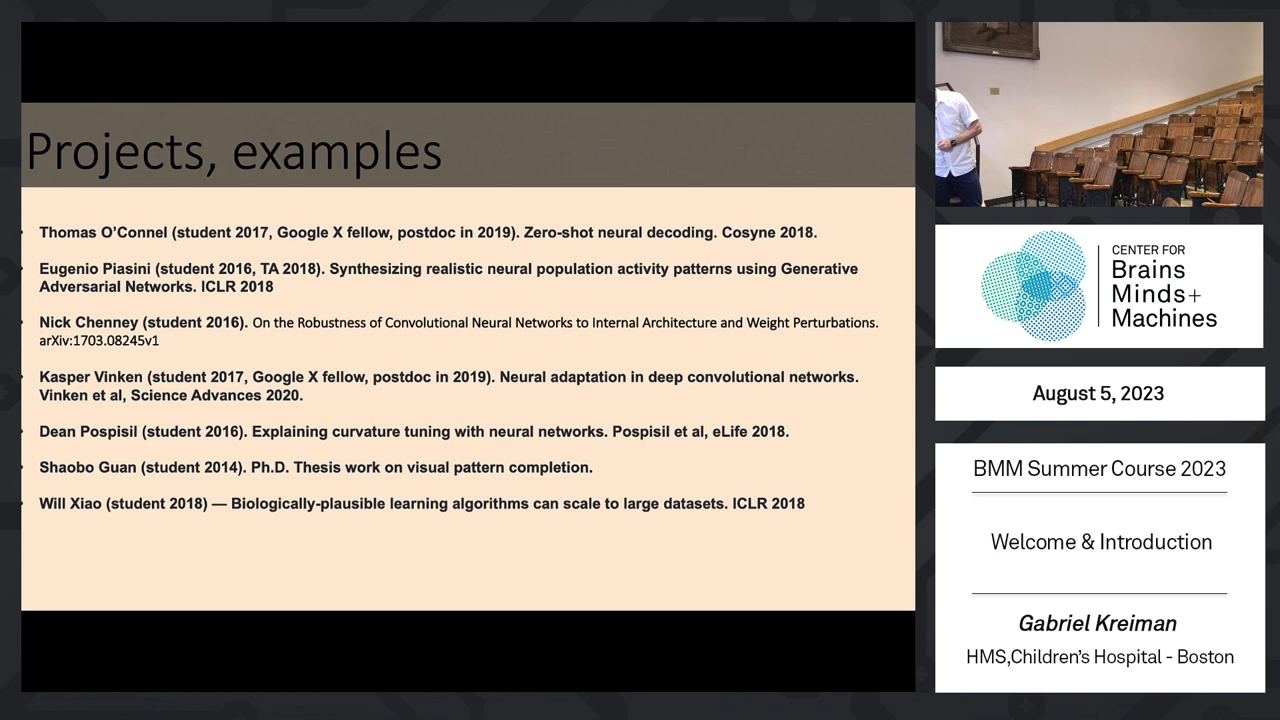 Projects, examples
Thomas O’Connel (student 2017, Google X fellow, postdoc in 2019). Zero-shot neural decoding. Cosyne 2018.
Eugenio Piasini (student 2016, TA 2018). Synthesizing realistic neural population activity patterns using Generative
Adversarial Networks. ICLR 2018
Nick Chenney (student 2016). On the Robustness of Convolutional Neural Networks to Internal Architecture and Weight Perturbations.
arXiv:1703.08245v1
Kasper Vinken (student 2017, Google X fellow, postdoc in 2019). Neural adaptation in deep convolutional networks.
Vinken et al, Science Advances 2020.
Dean Pospisil (student 2016). Explaining curvature tuning with neural networks. Pospisil et al, eLife 2018.
Shaobo Guan (student 2014). Ph.D. Thesis work on visual pattern completion.
Will Xiao (student 2018) — Biologically-plausible learning algorithms can scale to large datasets. ICLR 2018
CENTER FOR
Brains
Minds+
Machines
August 5, 2023
BMM Summer Course 2023
Welcome & Introduction
Gabriel Kreiman
HMS,Children’s Hospital - Boston